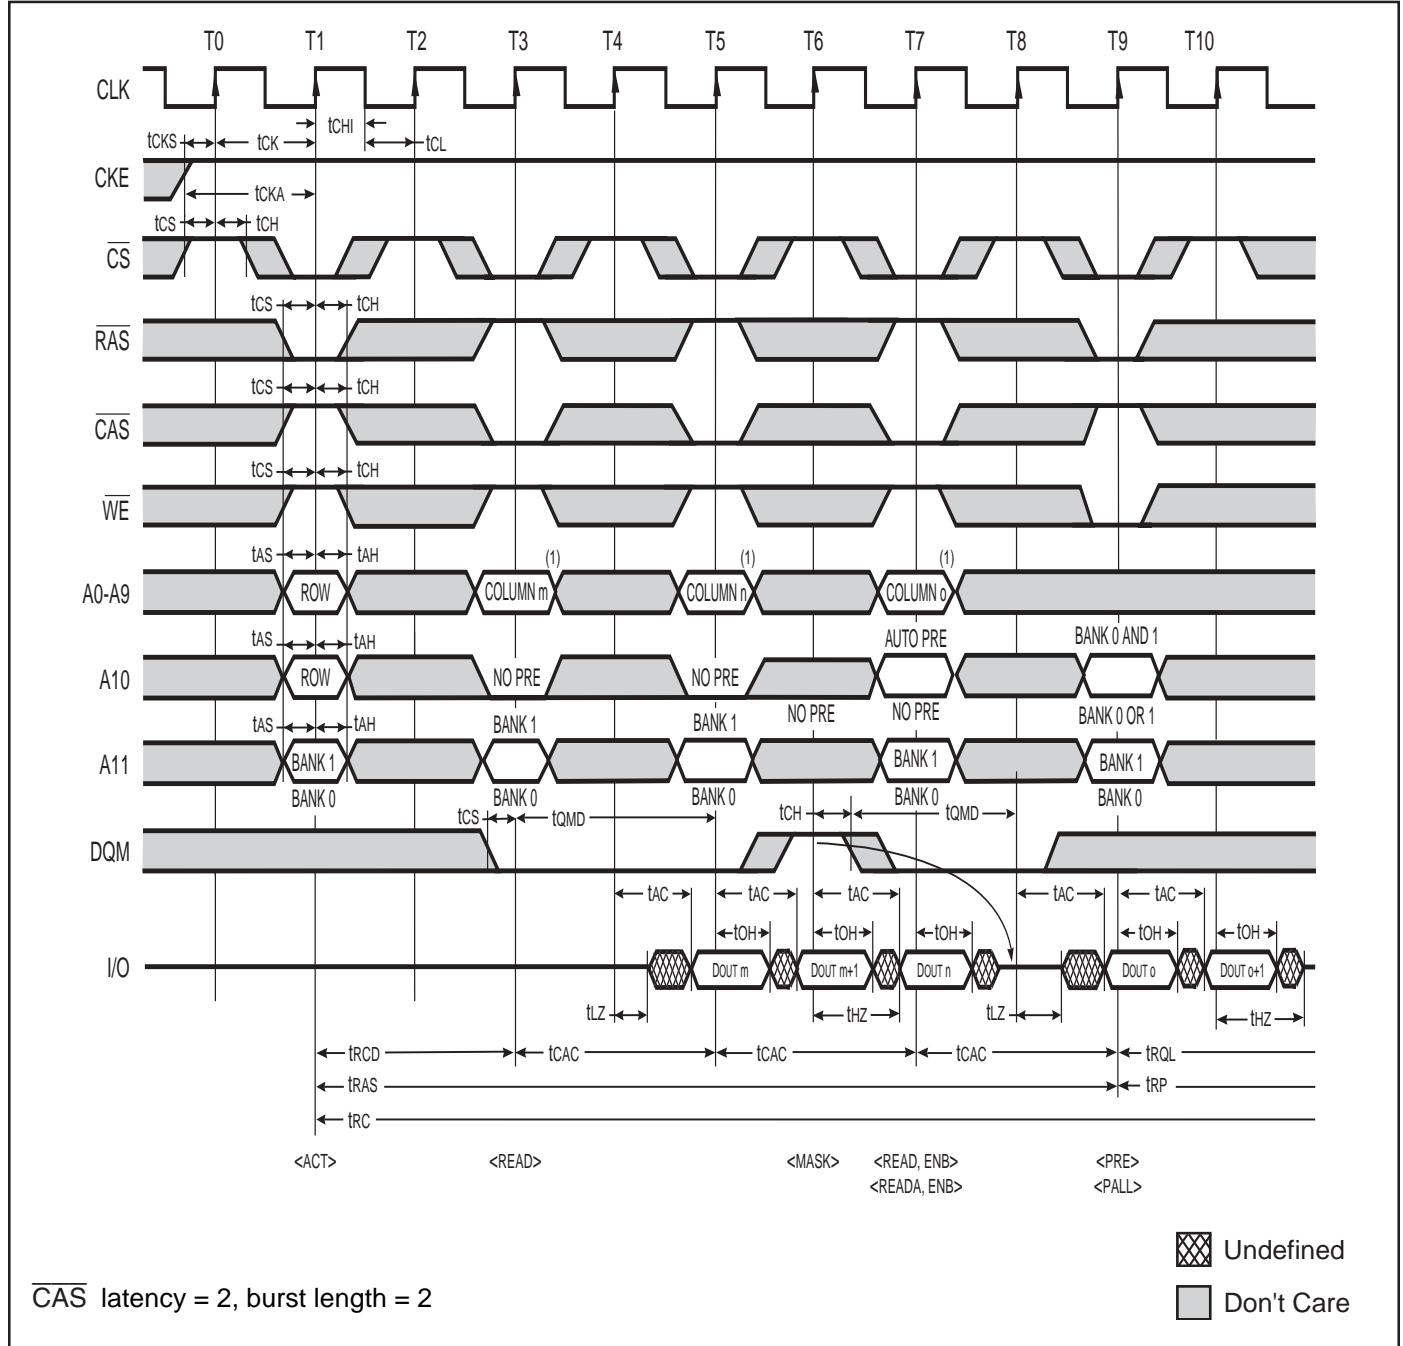 T0 T1 T2 T3 T4 T5 T6 T7 T8 T9 T10
CLK
tCHI
tCKS tCK tCL
CKE
tCKA
tCS tCH
CS
tCS tCH
RAS
tCS tCH
CAS
tCS tCH
WE
tAS tAH (1) (1) (1)
A0-A9 ROW COLUMN m COLUMN n COLUMN o
tAS tAH AUTO PRE BANK 0 AND 1
A10 ROW NO PRE NO PRE
NO PRE NO PRE BANK 0 OR 1
tAS tAH BANK 1 BANK 1
A11 BANK 1 BANK 1 BANK 1
BANK 0 BANK 0 BANK 0 BANK 0 BANK 0
tCS tQMD tCH tQMD
DQM
tAC tAC tAC tAC tAC
tOH tOH tOH tOH tOH
I/O DOUT m DOUT m+1 DOUT n DOUT o DOUT o+1
tLZ tHZ tLZ tHZ
tRCD tCAC tCAC tCAC tRQL
tRAS tRP
tRC
<ACT> <READ> <MASK> <READ, ENB> <PRE>
<READA, ENB> <PALL>
Undefined
CAS latency = 2, burst length = 2
Don't Care